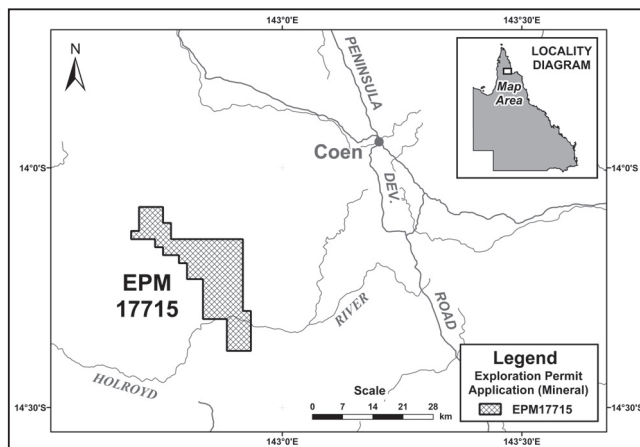 143°0'E
143°30'E
N
PENINSULA
LOCALITY
DIAGRAM
Map
Area
Coen
14°0'S
14°0'S
DEV.
EPM
17715
RIVER
ROAD
HOLROYD
Legend
Exploration Permit
Application (Mineral)
EPM17715
Scale
0 7 14 21 28
km
14°30'S
14°30'S
143°0'E
143°30'E